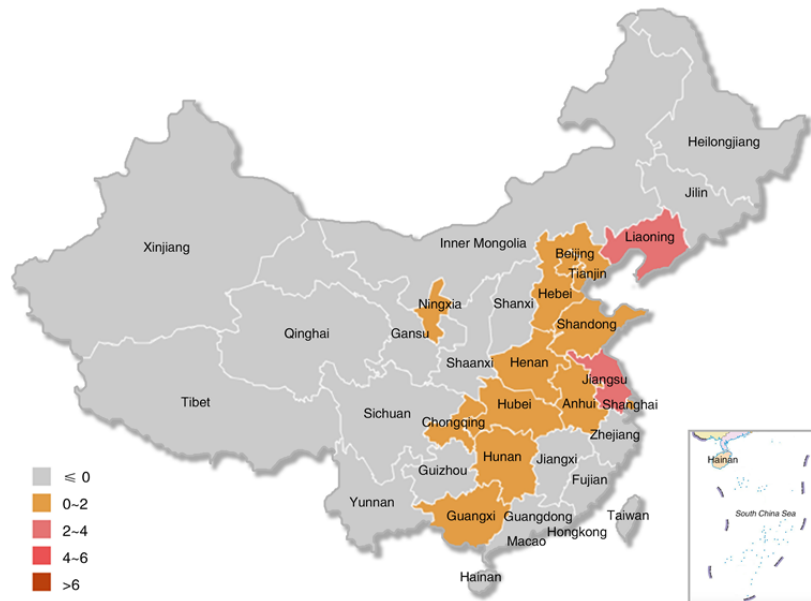 Heilongjiang
Jilin
Liaoning
Inner Mongolia
Xinjiang
Beijing
Tianjin
Hebei
Ningxia
Shanxi
Shandong
Qinghai
Gansu
Shaanxi
Henan
Jiangsu
Tibet
Sichuan
Hubei
Anhui
Shanghai
Chongqing
Zhejiang
Hunan
Jiangxi
Guizhou
Fujian
Yunnan
Guangxi
Guangdong
Taiwan
Hongkong
Macao
Hainan
⩽ 0
0~2
2~4
4~6
>6
Hainan
South China Sea